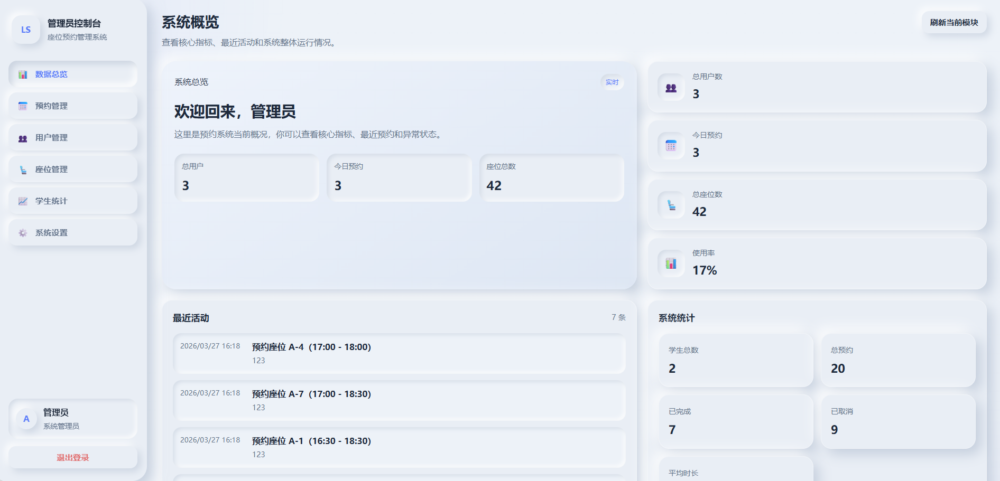 LS
管理员控制台
座位预约管理系统
数据总览
预约管理
用户管理
座位管理
学生统计
系统设置
A
管理员
系统管理员
退出登录
系统概览
查看核心指标、最近活动和系统整体运行情况。
刷新当前模块
系统总览
实时
欢迎回来，管理员
这里是预约系统当前概况，你可以查看核心指标、最近预约和异常状态。
总用户
3
今日预约
3
座位总数
42
总用户数
3
今日预约
3
总座位数
42
使用率
17%
最近活动
7 条
2026/03/27 16:18
预约座位 A-4（17:00 - 18:00）
123
2026/03/27 16:18
预约座位 A-7（17:00 - 18:30）
123
2026/03/27 16:18
预约座位 A-1（16:30 - 18:30）
123
系统统计
学生总数
2
总预约
20
已完成
7
已取消
9
平均时长